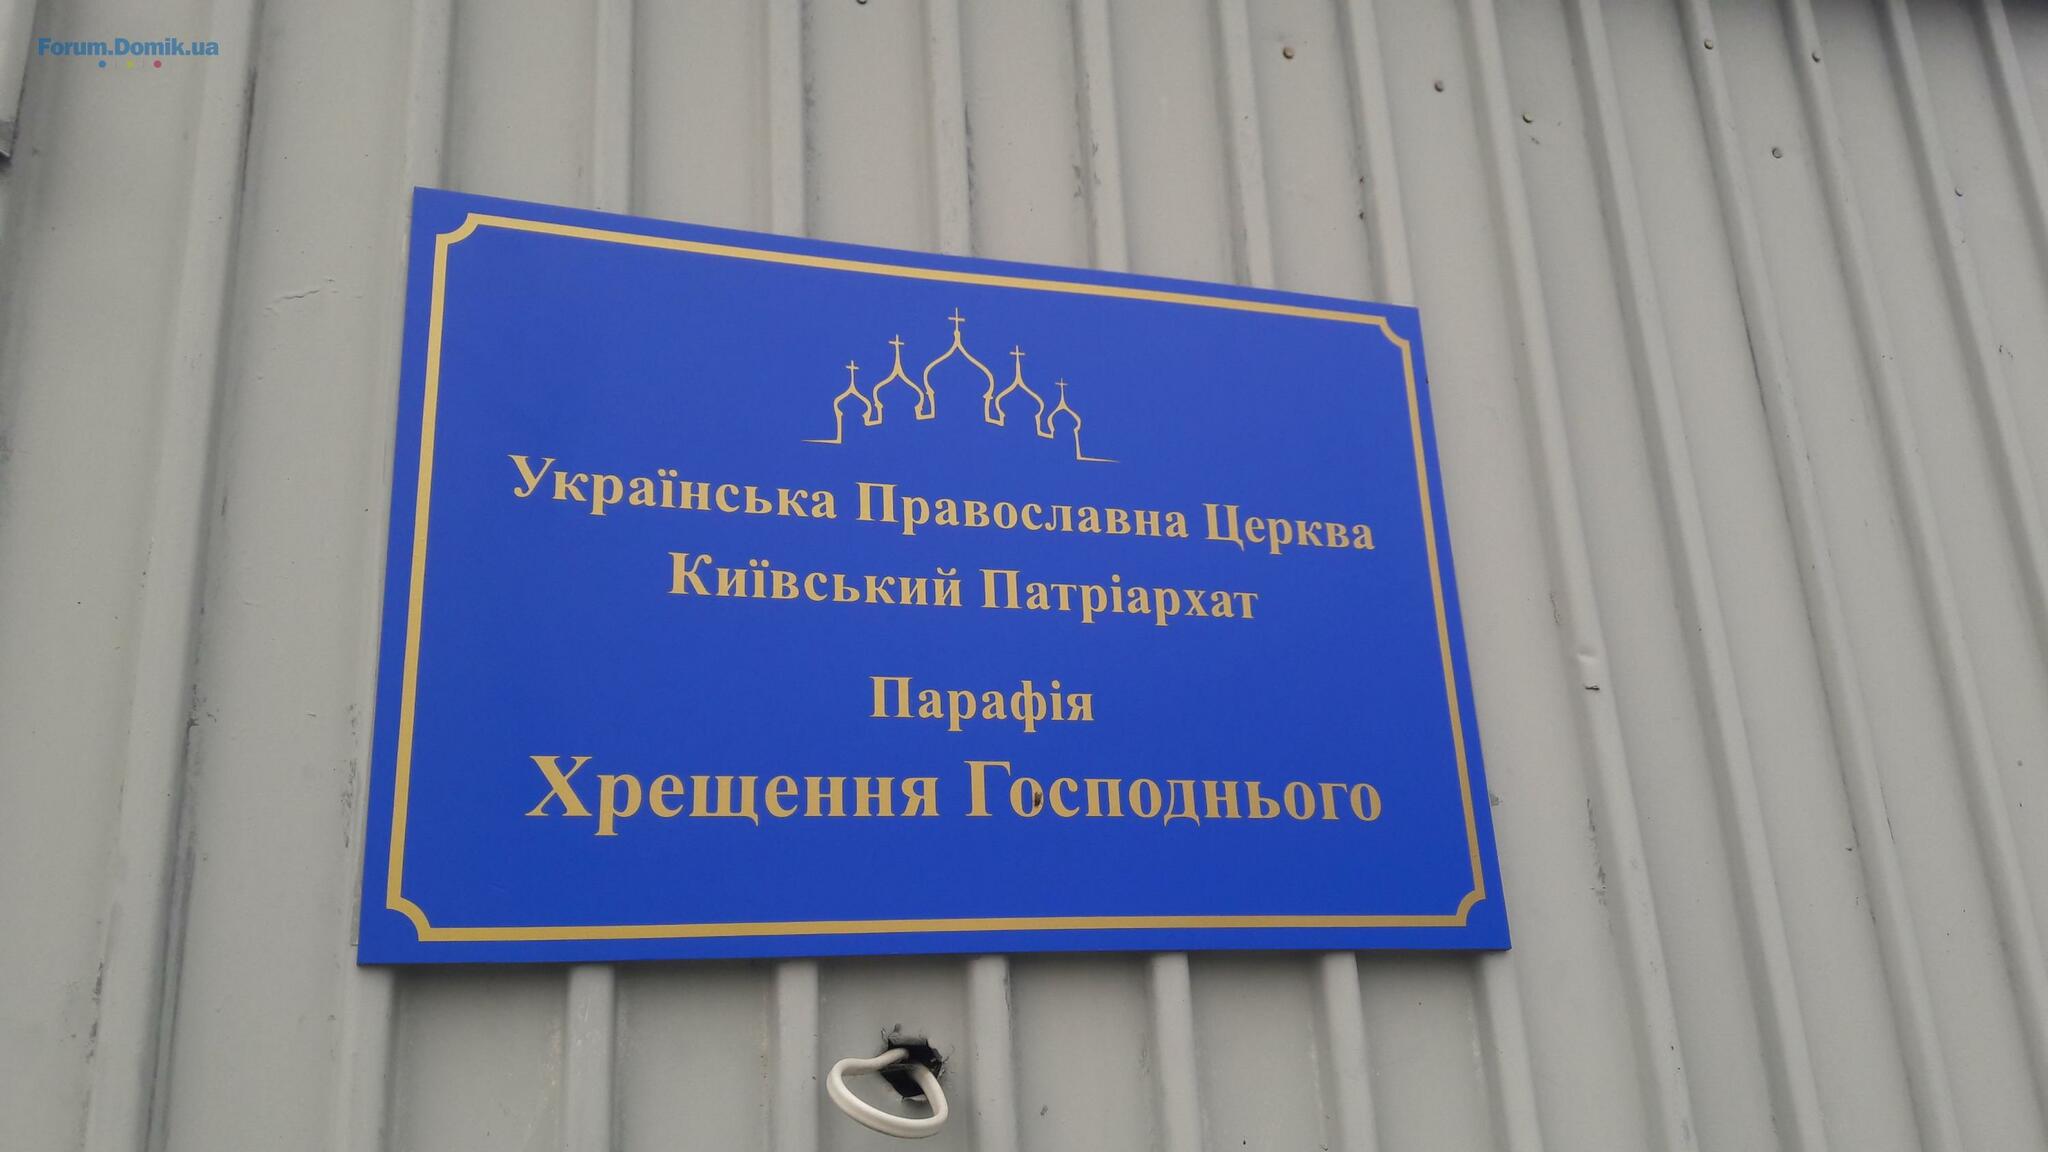 Forum.Domik.ua
Українська Православна Церква
Київський Патріархат
Парафія
Хрещення Господнього